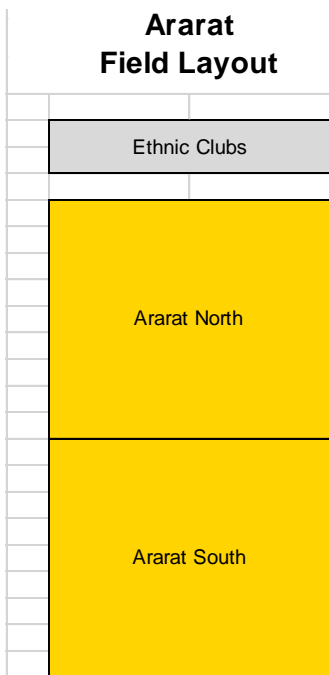 Ararat
Field Layout
Ethnic Clubs
Ararat North
Ararat South